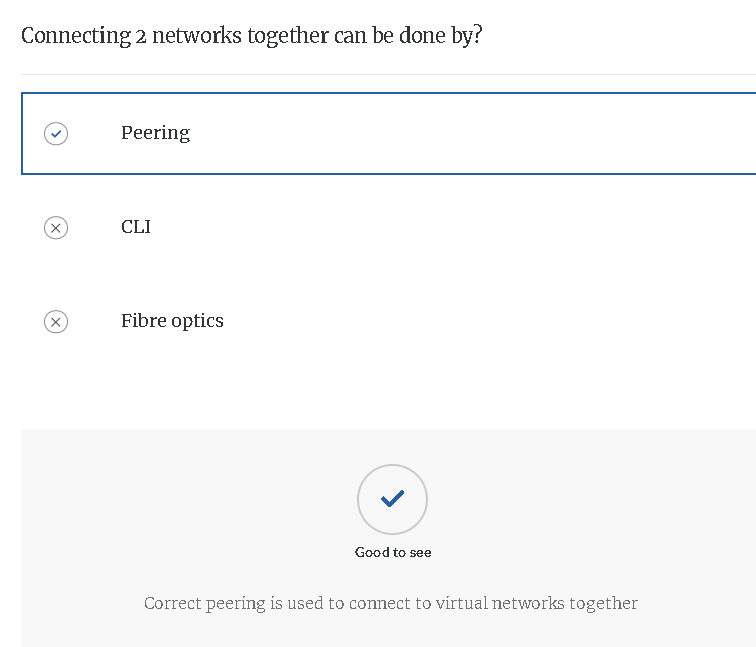 Connecting 2 networks together can be done by?
Peering
CLI
Fibre optics
Good to see
Correct peering is used to connect to virtual networks together